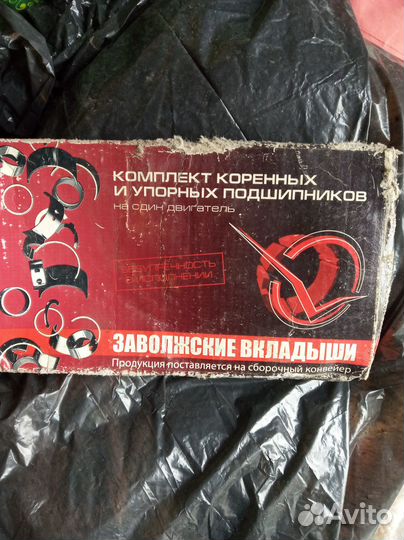 КОМПЛЕКТ КОРЕННЫХ
И УПОРНЫХ ПОДШИПНИКОВ
на один двигатель
ЗАВОЛЖСКИЕ ВКЛАДЫШИ
Продукция поставляется на сборочный конвейер
Avito